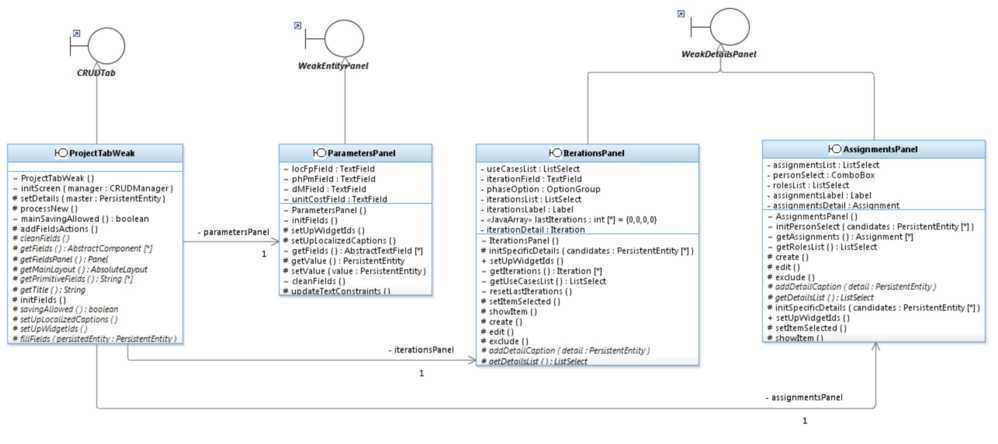 CRUDTab
WeakEntityPanel
WeakDetailsPanel
ProjectTabWeak
~ ProjectTabWeak ( )
~ initScreen ( manager : CRUDManager )
# setDetails ( master : PersistentEntity )
# processNew ( )
~ mainSavingAllowed ( ) : boolean
# addFieldsActions ( )
# cleanFields ( )
# getFields ( ) : AbstractComponent [*]
# getFieldsPanel ( ) : Panel
# getMainLayout ( ) : AbsoluteLayout
# getPrimitiveFields ( ) : String [*]
# getTitle ( ) : String
# initFields ( )
# savingAllowed ( ) : boolean
# setUpLocalizedCaptions ( )
# setUpWidgetIds ( )
# fillFields ( persistedEntity : PersistentEntity )
- parametersPanel
1
ParametersPanel
~ locFpField : TextField
~ phPmField : TextField
~ dMField : TextField
~ unitCostField : TextField
~ ParametersPanel ( )
~ initFields ( )
# setUpWidgetIds ( )
# setUpLocalizedCaptions ( )
# getFields ( ) : AbstractTextField [*]
# getValue ( ) : PersistentEntity
# setValue ( value : PersistentEntity )
~ cleanFields ( )
# updateTextConstraints ( )
- iterationsPanel
1
IterationsPanel
- useCasesList : ListSelect
- iterationField : TextField
- phaseOption : OptionGroup
- iterationsList : ListSelect
- iterationsLabel : Label
- «JavaArray» lastIterations : int [*] = {0,0,0,0}
- iterationDetail : Iteration
~ IterationsPanel ( )
# initSpecificDetails ( candidates : PersistentEntity [*] )
+ setUpWidgetIds ( )
~ getIterations ( ) : Iteration [*]
~ getUseCasesList ( ) : ListSelect
~ resetLastIterations ( )
# setItemSelected ( )
# showItem ( )
# create ( )
# edit ( )
# exclude ( )
# addDetailCaption ( detail : PersistentEntity )
# getDetailsList ( ) : ListSelect
- assignmentsPanel
1
AssignmentsPanel
- assignmentsList : ListSelect
- personSelect : ComboBox
- rolesList : ListSelect
- assignmentsLabel : Label
- assignmentsDetail : Assignment
~ AssignmentsPanel ( )
~ initPersonSelect ( candidates : PersistentEntity [*] )
~ getAssignments ( ) : Assignment [*]
~ getRolesList ( ) : ListSelect
# create ( )
# edit ( )
# exclude ( )
# addDetailCaption ( detail : PersistentEntity )
# getDetailsList ( ) : ListSelect
# initSpecificDetails ( candidates : PersistentEntity [*] )
+ setUpWidgetIds ( )
# setItemSelected ( )
# showItem ( )